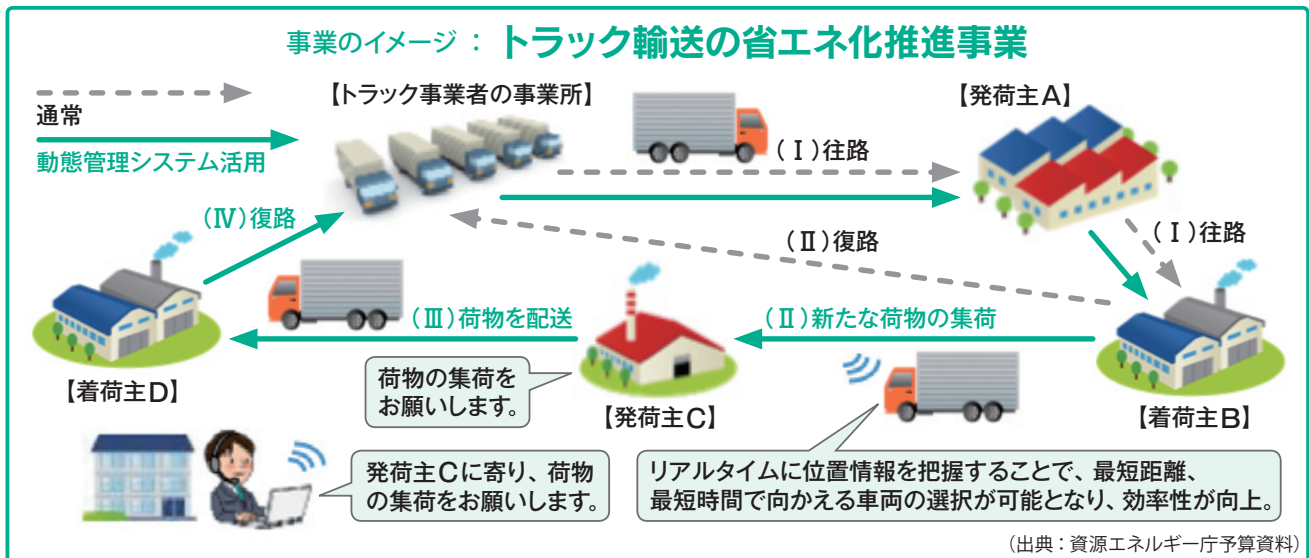 事業のイメージ : トラック輸送の省エネ化推進事業
通常
動態管理システム活用
【トラック事業者の事業所】
(Ⅰ)往路
【発荷主A】
(Ⅰ)往路
(Ⅱ)復路
(Ⅳ)復路
(Ⅲ)荷物を配送
(Ⅱ)新たな荷物の集荷
【着荷主D】
荷物の集荷を
お願いします。
【発荷主C】
【着荷主B】
発荷主Cに寄り、荷物
の集荷をお願いします。
リアルタイムに位置情報を把握することで、最短距離、
最短時間で向かえる車両の選択が可能となり、効率性が向上。
(出典：資源エネルギー庁予算資料)